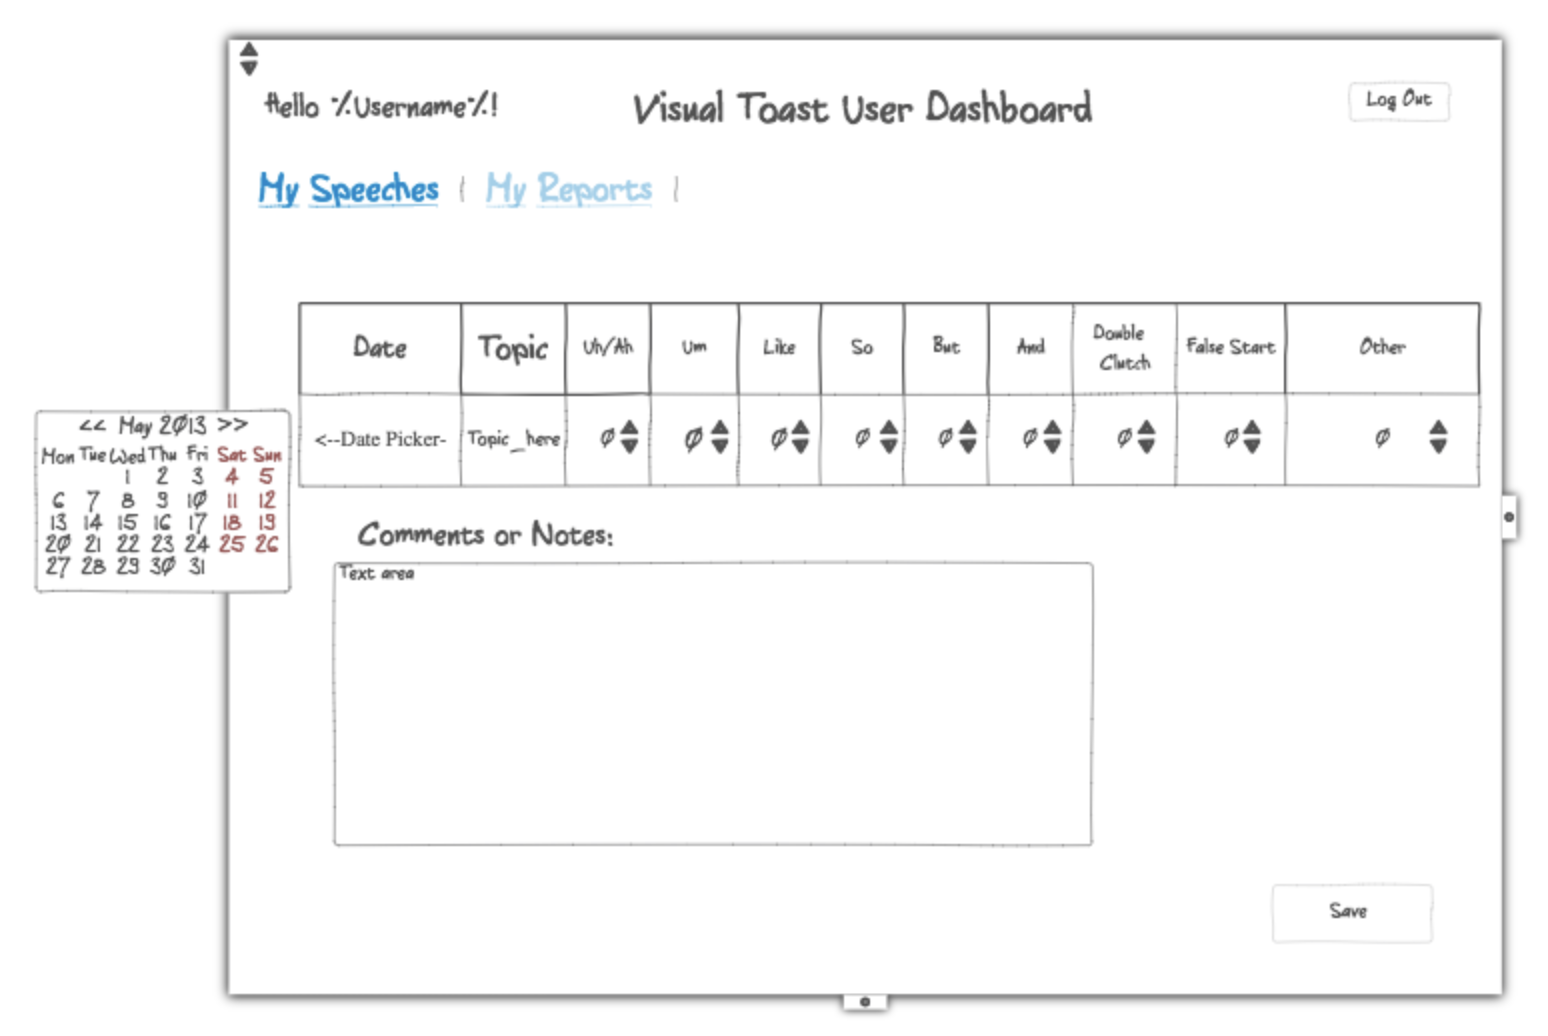 Hello %Username%!
Visual Toast User Dashboard
Log Out
My Speeches | My Reports |
Date Topic Uh/Ah Um Like So But And Double Clutch False Start Other
<--Date Picker- Topic_here 0 0 0 0 0 0 0 0 0
<< May 2013 >>
Mon Tue Wed Thu Fri Sat Sun
1 2 3 4 5
6 7 8 9 10 11 12
13 14 15 16 17 18 19
20 21 22 23 24 25 26
27 28 29 30 31
Comments or Notes:
Text area
Save